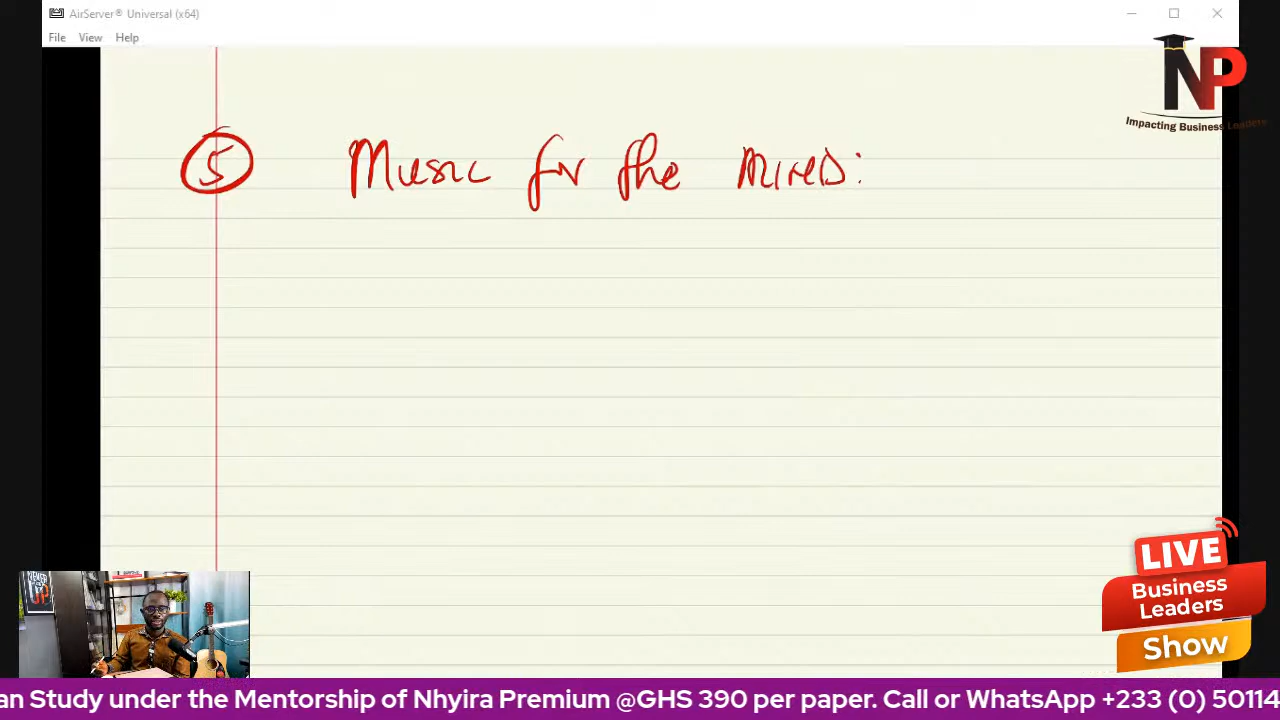 AirServer® Universal (x64)
File View Help
NP
Impacting Business Leaders
5 Music for the mind:
LIVE
Business
Leaders
Show
an Study under the Mentorship of Nhyira Premium @GHS 390 per paper. Call or WhatsApp +233 (0) 50114